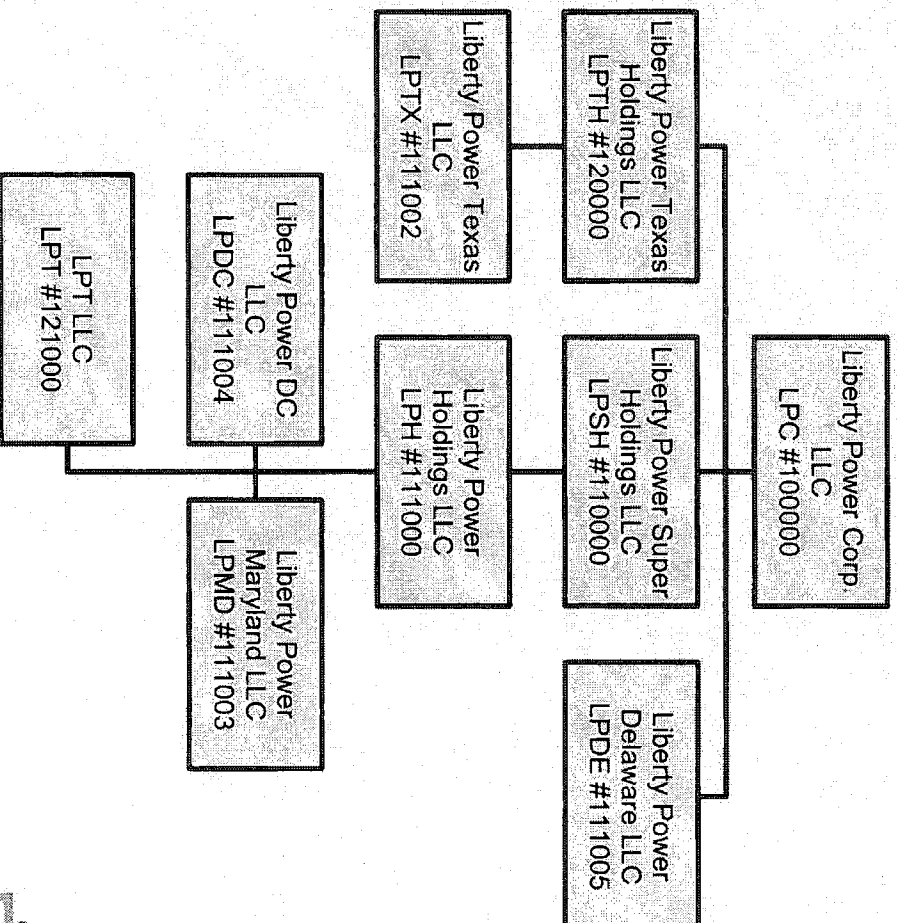 Liberty Power Corp.
LLC
LPC #100000
Liberty Power Texas
Holdings LLC
LPTH #120000
Liberty Power Super
Holdings LLC
LPSH #110000
Liberty Power
Delaware LLC
LPDE #111005
Liberty Power Texas
LLC
LPTX #111002
Liberty Power
Holdings LLC
LPH #111000
Liberty Power DC
LLC
LPDC #111004
Liberty Power
Maryland LLC
LPMD #111003
LPT LLC
LPT #121000